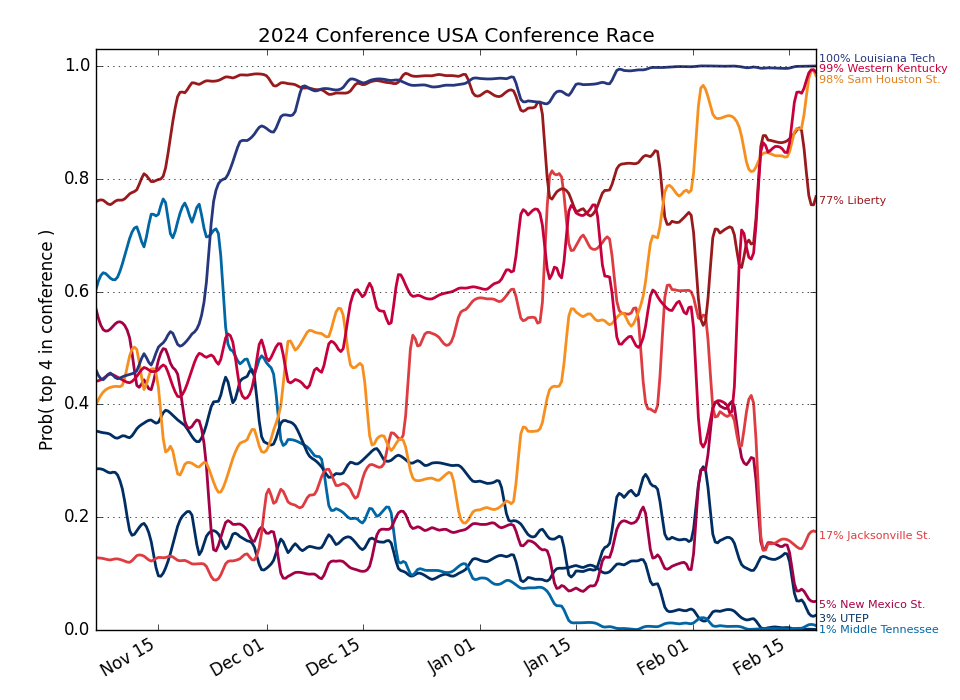 2024 Conference USA Conference Race
Prob( top 4 in conference )
1.0
0.8
0.6
0.4
0.2
0.0
Nov 15
Dec 01
Dec 15
Jan 01
Jan 15
Feb 01
Feb 15
100% Louisiana Tech
99% Western Kentucky
98% Sam Houston St.
77% Liberty
17% Jacksonville St.
5% New Mexico St.
3% UTEP
1% Middle Tennessee